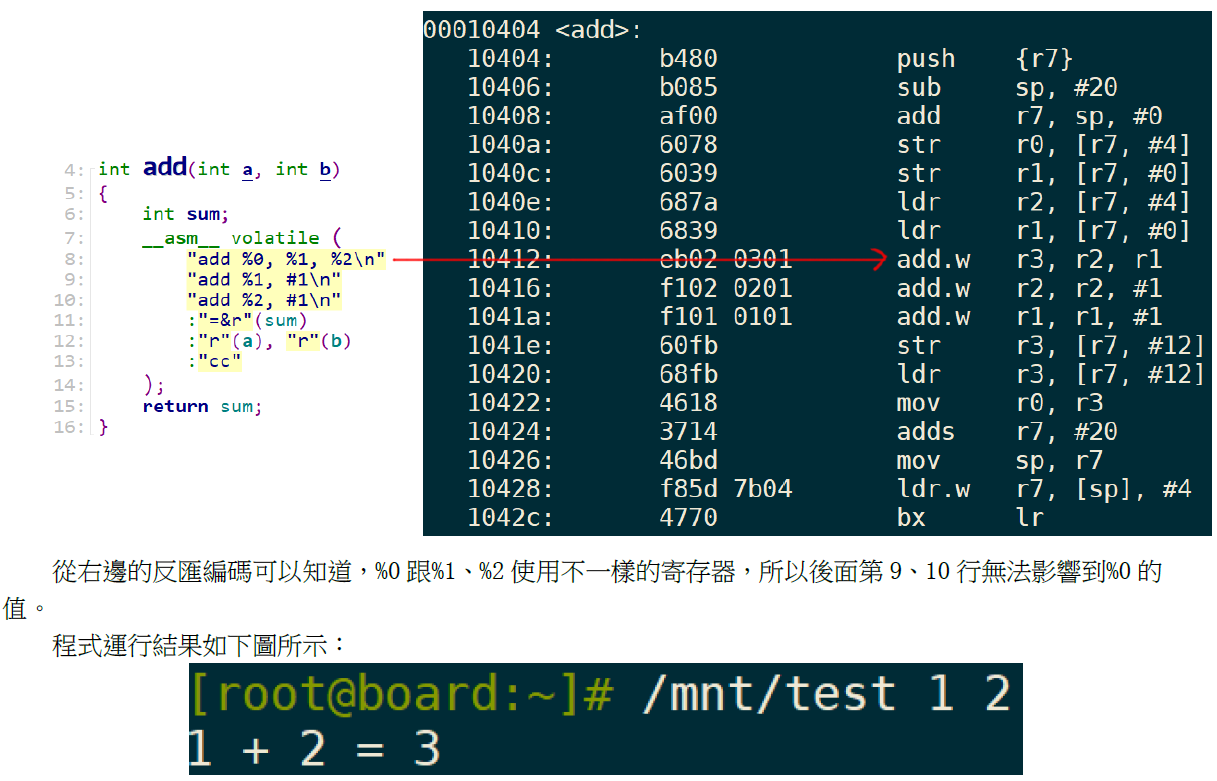 4: int add(int a, int b)
5: {
6: int sum;
7: __asm__ volatile (
8: "add %0, %1, %2\n"
9: "add %1, #1\n"
10: "add %2, #1\n"
11: :"=&r"(sum)
12: :"r"(a), "r"(b)
13: :"cc"
14: );
15: return sum;
16: }
00010404 <add>:
10404: b480 push {r7}
10406: b085 sub sp, #20
10408: af00 add r7, sp, #0
1040a: 6078 str r0, [r7, #4]
1040c: 6039 str r1, [r7, #0]
1040e: 687a ldr r2, [r7, #4]
10410: 6839 ldr r1, [r7, #0]
10412: eb02 0301 add.w r3, r2, r1
10416: f102 0201 add.w r2, r2, #1
1041a: f101 0101 add.w r1, r1, #1
1041e: 60fb str r3, [r7, #12]
10420: 68fb ldr r3, [r7, #12]
10422: 4618 mov r0, r3
10424: 3714 adds r7, #20
10426: 46bd mov sp, r7
10428: f85d 7b04 ldr.w r7, [sp], #4
1042c: 4770 bx lr
從右邊的反匯編碼可以知道，%0 跟%1、%2 使用不一樣的寄存器，所以後面第 9、10 行無法影響到%0 的
值。
程式運行結果如下圖所示：
[root@board:~]# /mnt/test 1 2
1 + 2 = 3